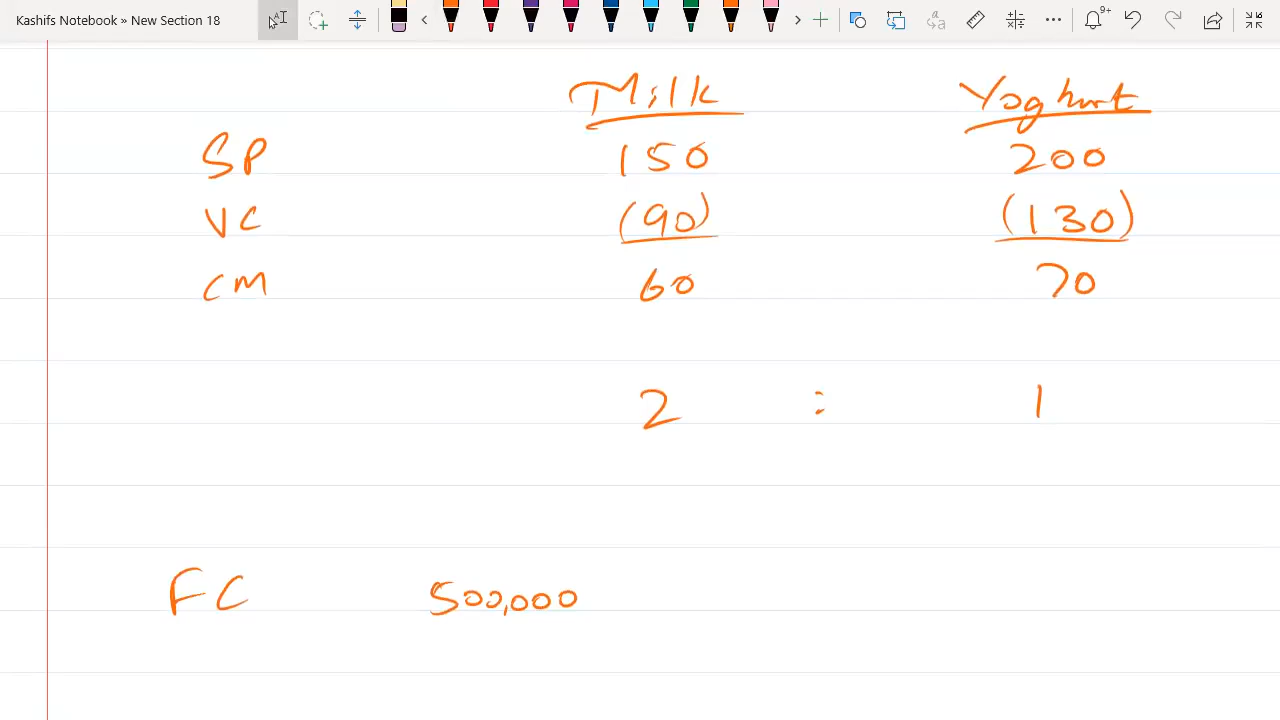 Kashifs Notebook » New Section 18 9+
Milk Yoghurt
SP 150 200
VC (90) (130)
CM 60 70
2 : 1
FC 500,000